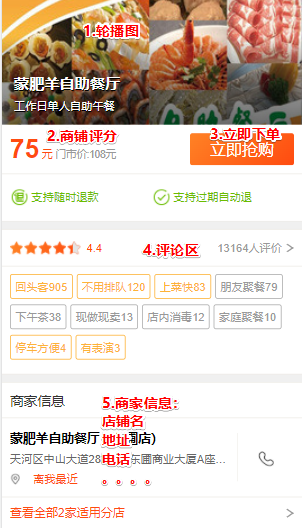 1.轮播图
蒙肥羊自助餐厅
工作日单人自助午餐
2.商铺评分
3.立即下单
75元 门市价:108元
立即抢购
支持随时退款
支持过期自动退
4.4
4.评论区
13164人评价
回头客905
不用排队120
上菜快83
朋友聚餐79
下午茶38
现做现卖13
店内消毒12
家庭聚餐10
停车方便4
有表演3
商家信息
5.商家信息:
店铺名
地址
电话
。。。。
蒙肥羊自助餐厅
店)
天河区中山大道28
东圃商业大厦A座...
离我最近
查看全部2家适用分店